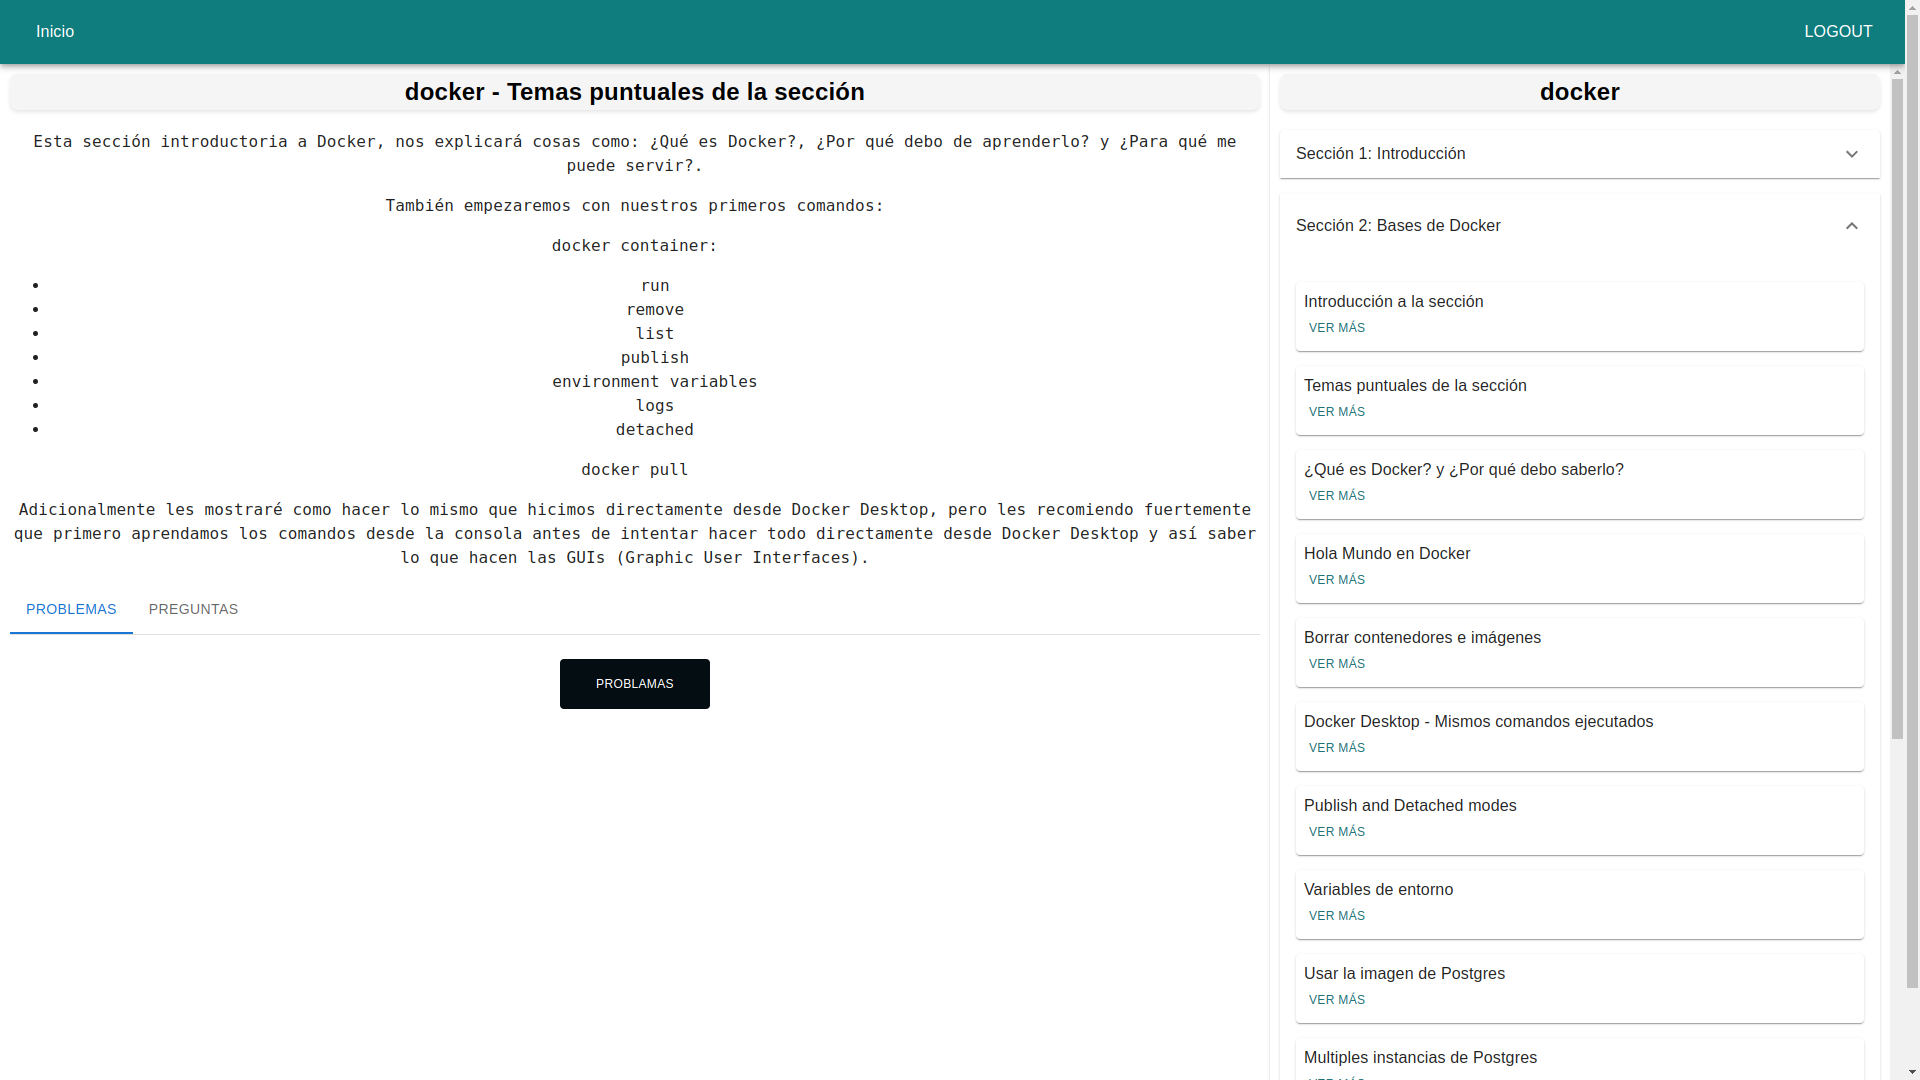 Inicio
LOGOUT
docker - Temas puntuales de la sección
Esta sección introductoria a Docker, nos explicará cosas como: ¿Qué es Docker?, ¿Por qué debo de aprenderlo? y ¿Para qué me
puede servir?.
También empezaremos con nuestros primeros comandos:
docker container:
run
remove
list
publish
environment variables
logs
detached
docker pull
Adicionalmente les mostraré como hacer lo mismo que hicimos directamente desde Docker Desktop, pero les recomiendo fuertemente
que primero aprendamos los comandos desde la consola antes de intentar hacer todo directamente desde Docker Desktop y así saber
lo que hacen las GUIs (Graphic User Interfaces).
PROBLEMAS
PREGUNTAS
PROBLAMAS
docker
Sección 1: Introducción
Sección 2: Bases de Docker
Introducción a la sección
VER MÁS
Temas puntuales de la sección
VER MÁS
¿Qué es Docker? y ¿Por qué debo saberlo?
VER MÁS
Hola Mundo en Docker
VER MÁS
Borrar contenedores e imágenes
VER MÁS
Docker Desktop - Mismos comandos ejecutados
VER MÁS
Publish and Detached modes
VER MÁS
Variables de entorno
VER MÁS
Usar la imagen de Postgres
VER MÁS
Multiples instancias de Postgres